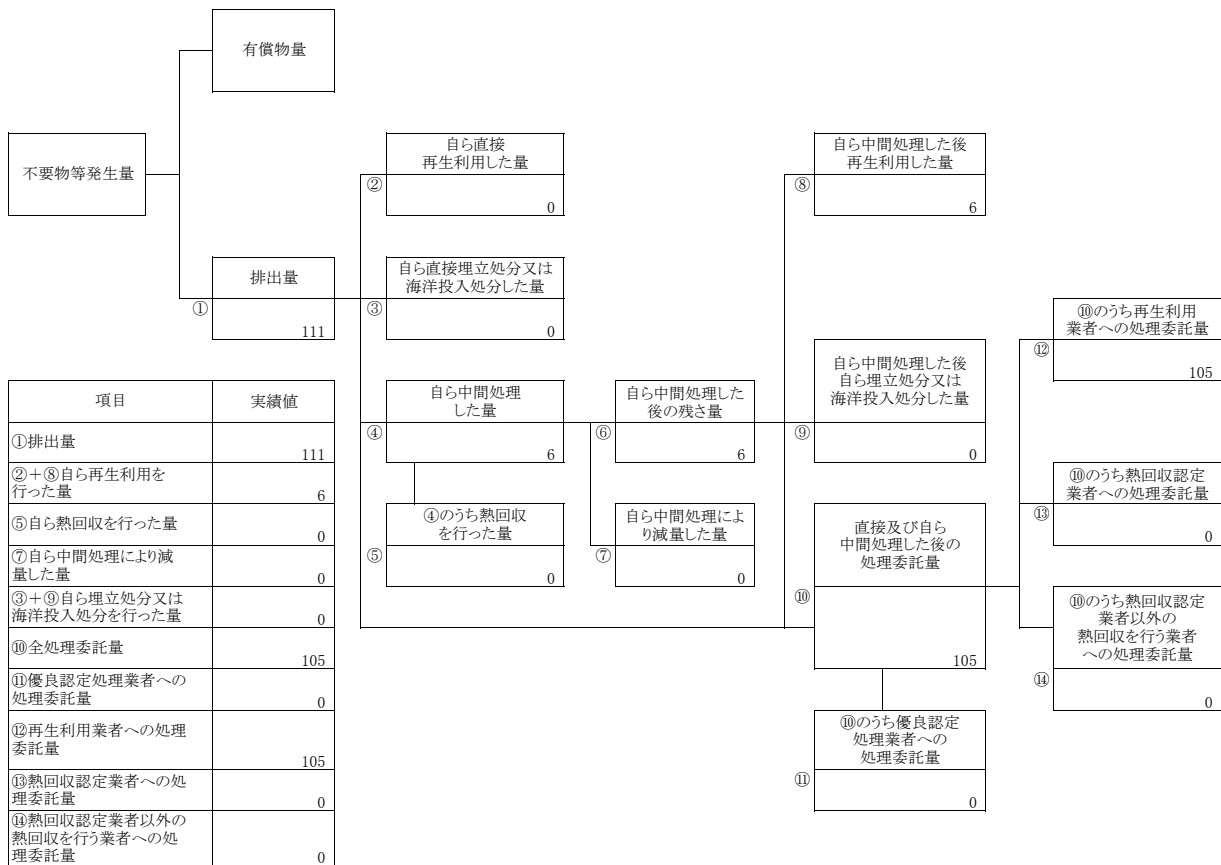 有償物量
不要物等発生量
自ら直接
再生利用した量
②
0
自ら中間処理した後
再生利用した量
⑧
6
排出量
①
111
自ら直接埋立処分又は
海洋投入処分した量
③
0
⑩のうち再生利用
業者への処理委託量
⑫
105
自ら中間処理
した量
④
6
自ら中間処理した
後の残さ量
⑥
6
自ら中間処理した後
自ら埋立処分又は
海洋投入処分した量
⑨
0
⑩のうち熱回収認定
業者への処理委託量
⑬
0
④のうち熱回収
を行った量
⑤
0
自ら中間処理によ
り減量した量
⑦
0
直接及び自ら
中間処理した後の
処理委託量
⑩
105
⑩のうち熱回収認定
業者以外の
熱回収を行う業者
への処理委託量
⑭
0
⑩のうち優良認定
処理業者への
処理委託量
⑪
0
項目 実績値
①排出量
111
②+⑧自ら再生利用を
行った量 6
⑤自ら熱回収を行った量
0
⑦自ら中間処理により減
量した量 0
③+⑨自ら埋立処分又は
海洋投入処分を行った量 0
⑩全処理委託量
105
⑪優良認定処理業者への
処理委託量 0
⑫再生利用業者への処理
委託量
105
⑬熱回収認定業者への処
理委託量 0
⑭熱回収認定業者以外の
熱回収を行う業者への処
理委託量 0